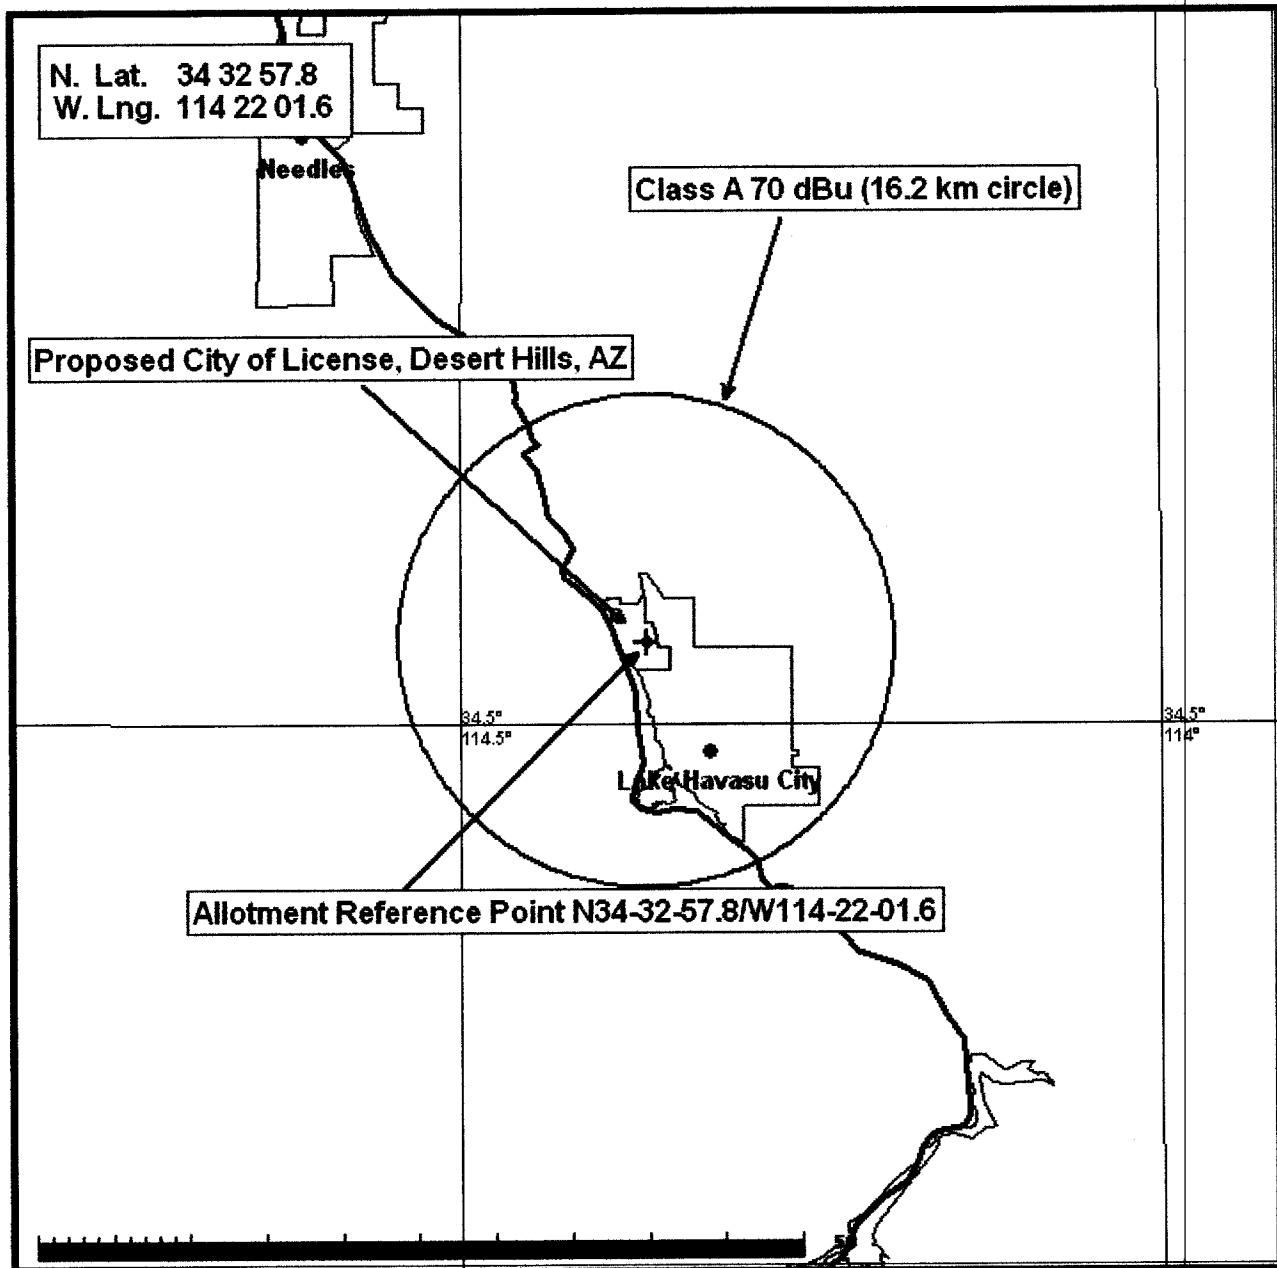 N. Lat. 34 32 57.8
W. Lng. 114 22 01.6
Needles
Class A 70 dBu (16.2 km circle)
Proposed City of License, Desert Hills, AZ
34.5°
114.5°
34.5°
114°
Lake Havasu City
Allotment Reference Point N34-32-57.8/W114-22-01.6